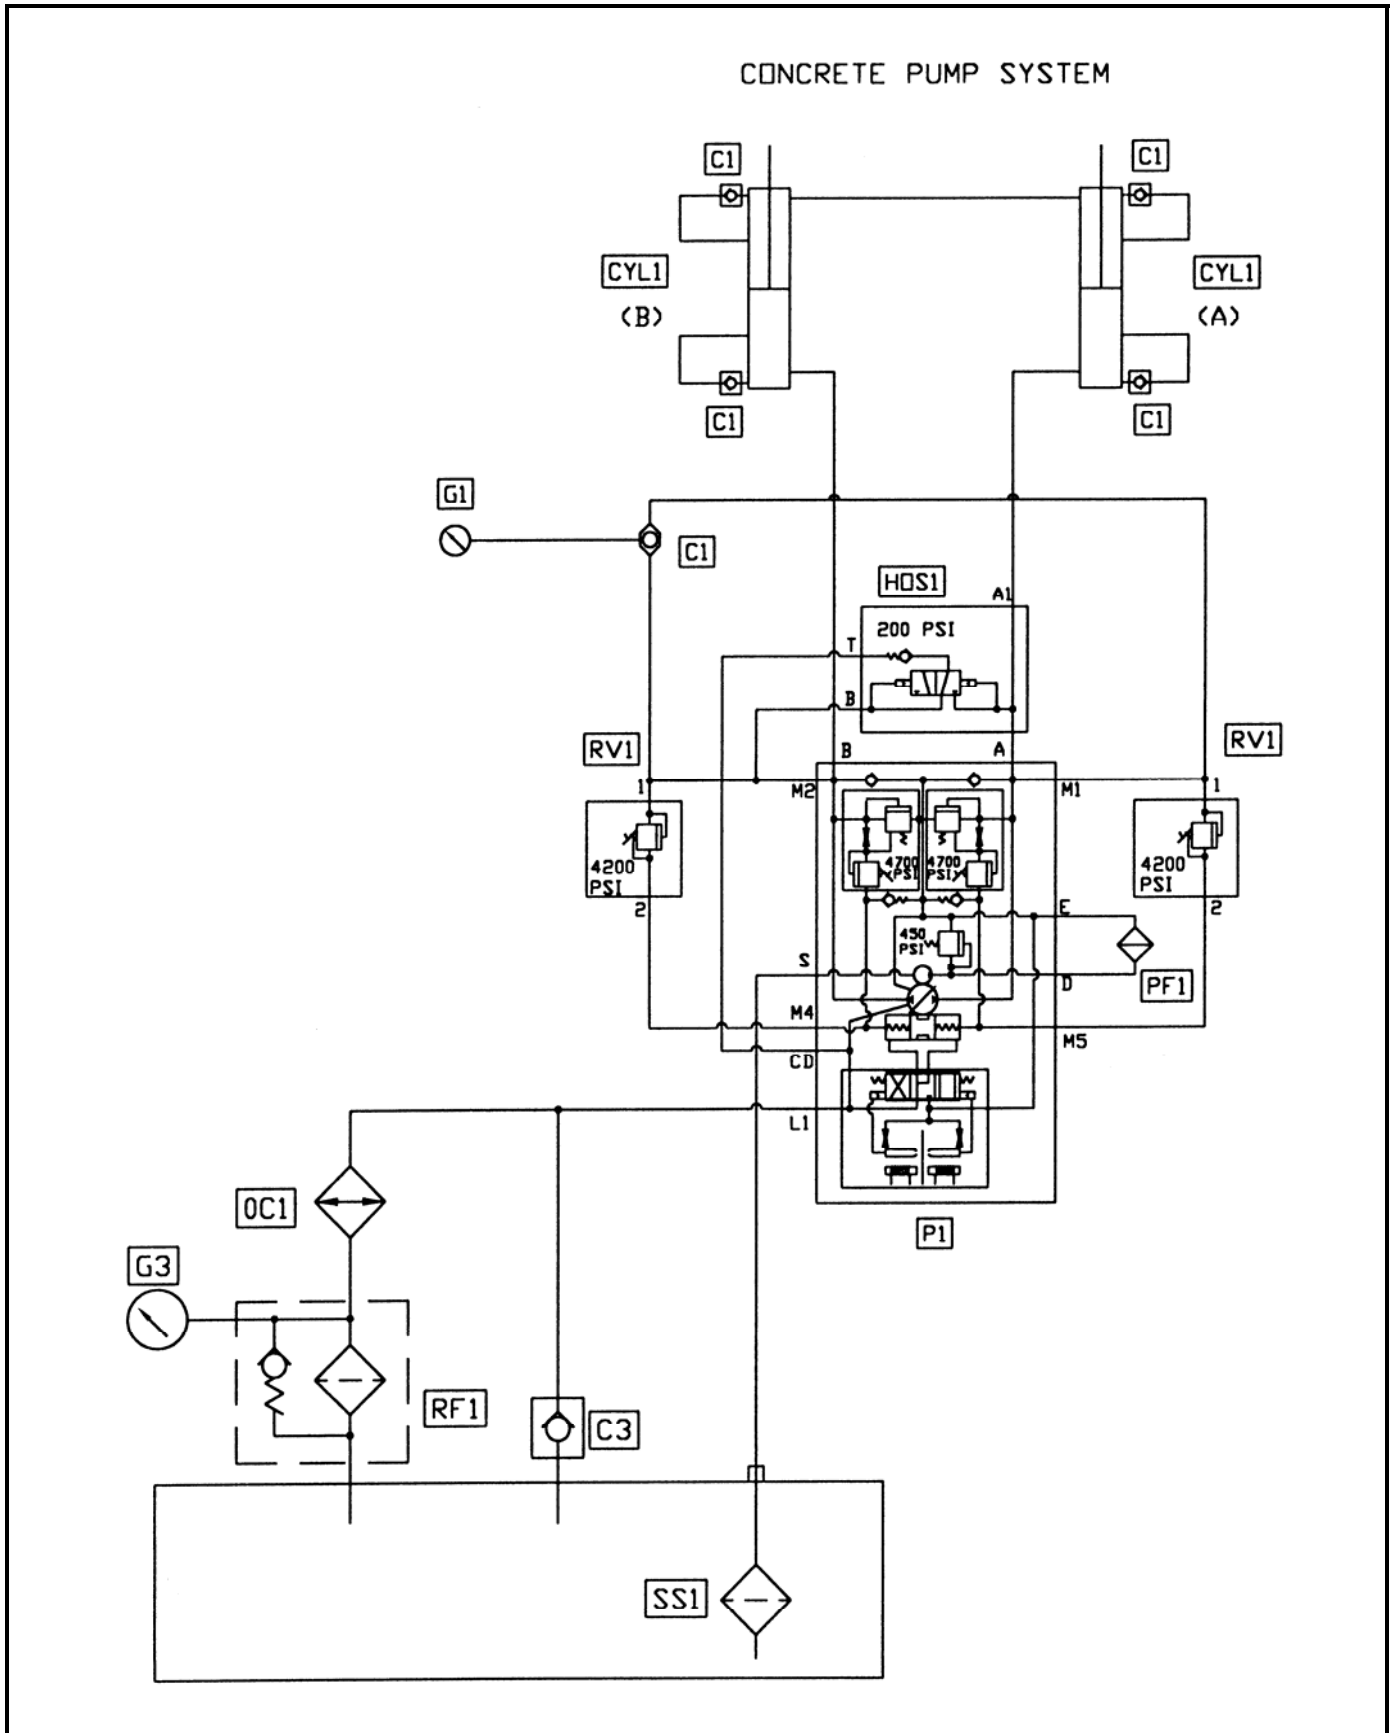 CONCRETE PUMP SYSTEM
C1
C1
CYL1
(B)
CYL1
(A)
C1
C1
G1
C1
HOS1
A1
200 PSI
T
B
RV1
B
A
RV1
1
M2
M1
1
4200
PSI
4700
PSI
4700
PSI
4200
PSI
2
E
2
450
PSI
S
D
PF1
M4
M5
CD
L1
OC1
P1
G3
RF1
C3
SS1